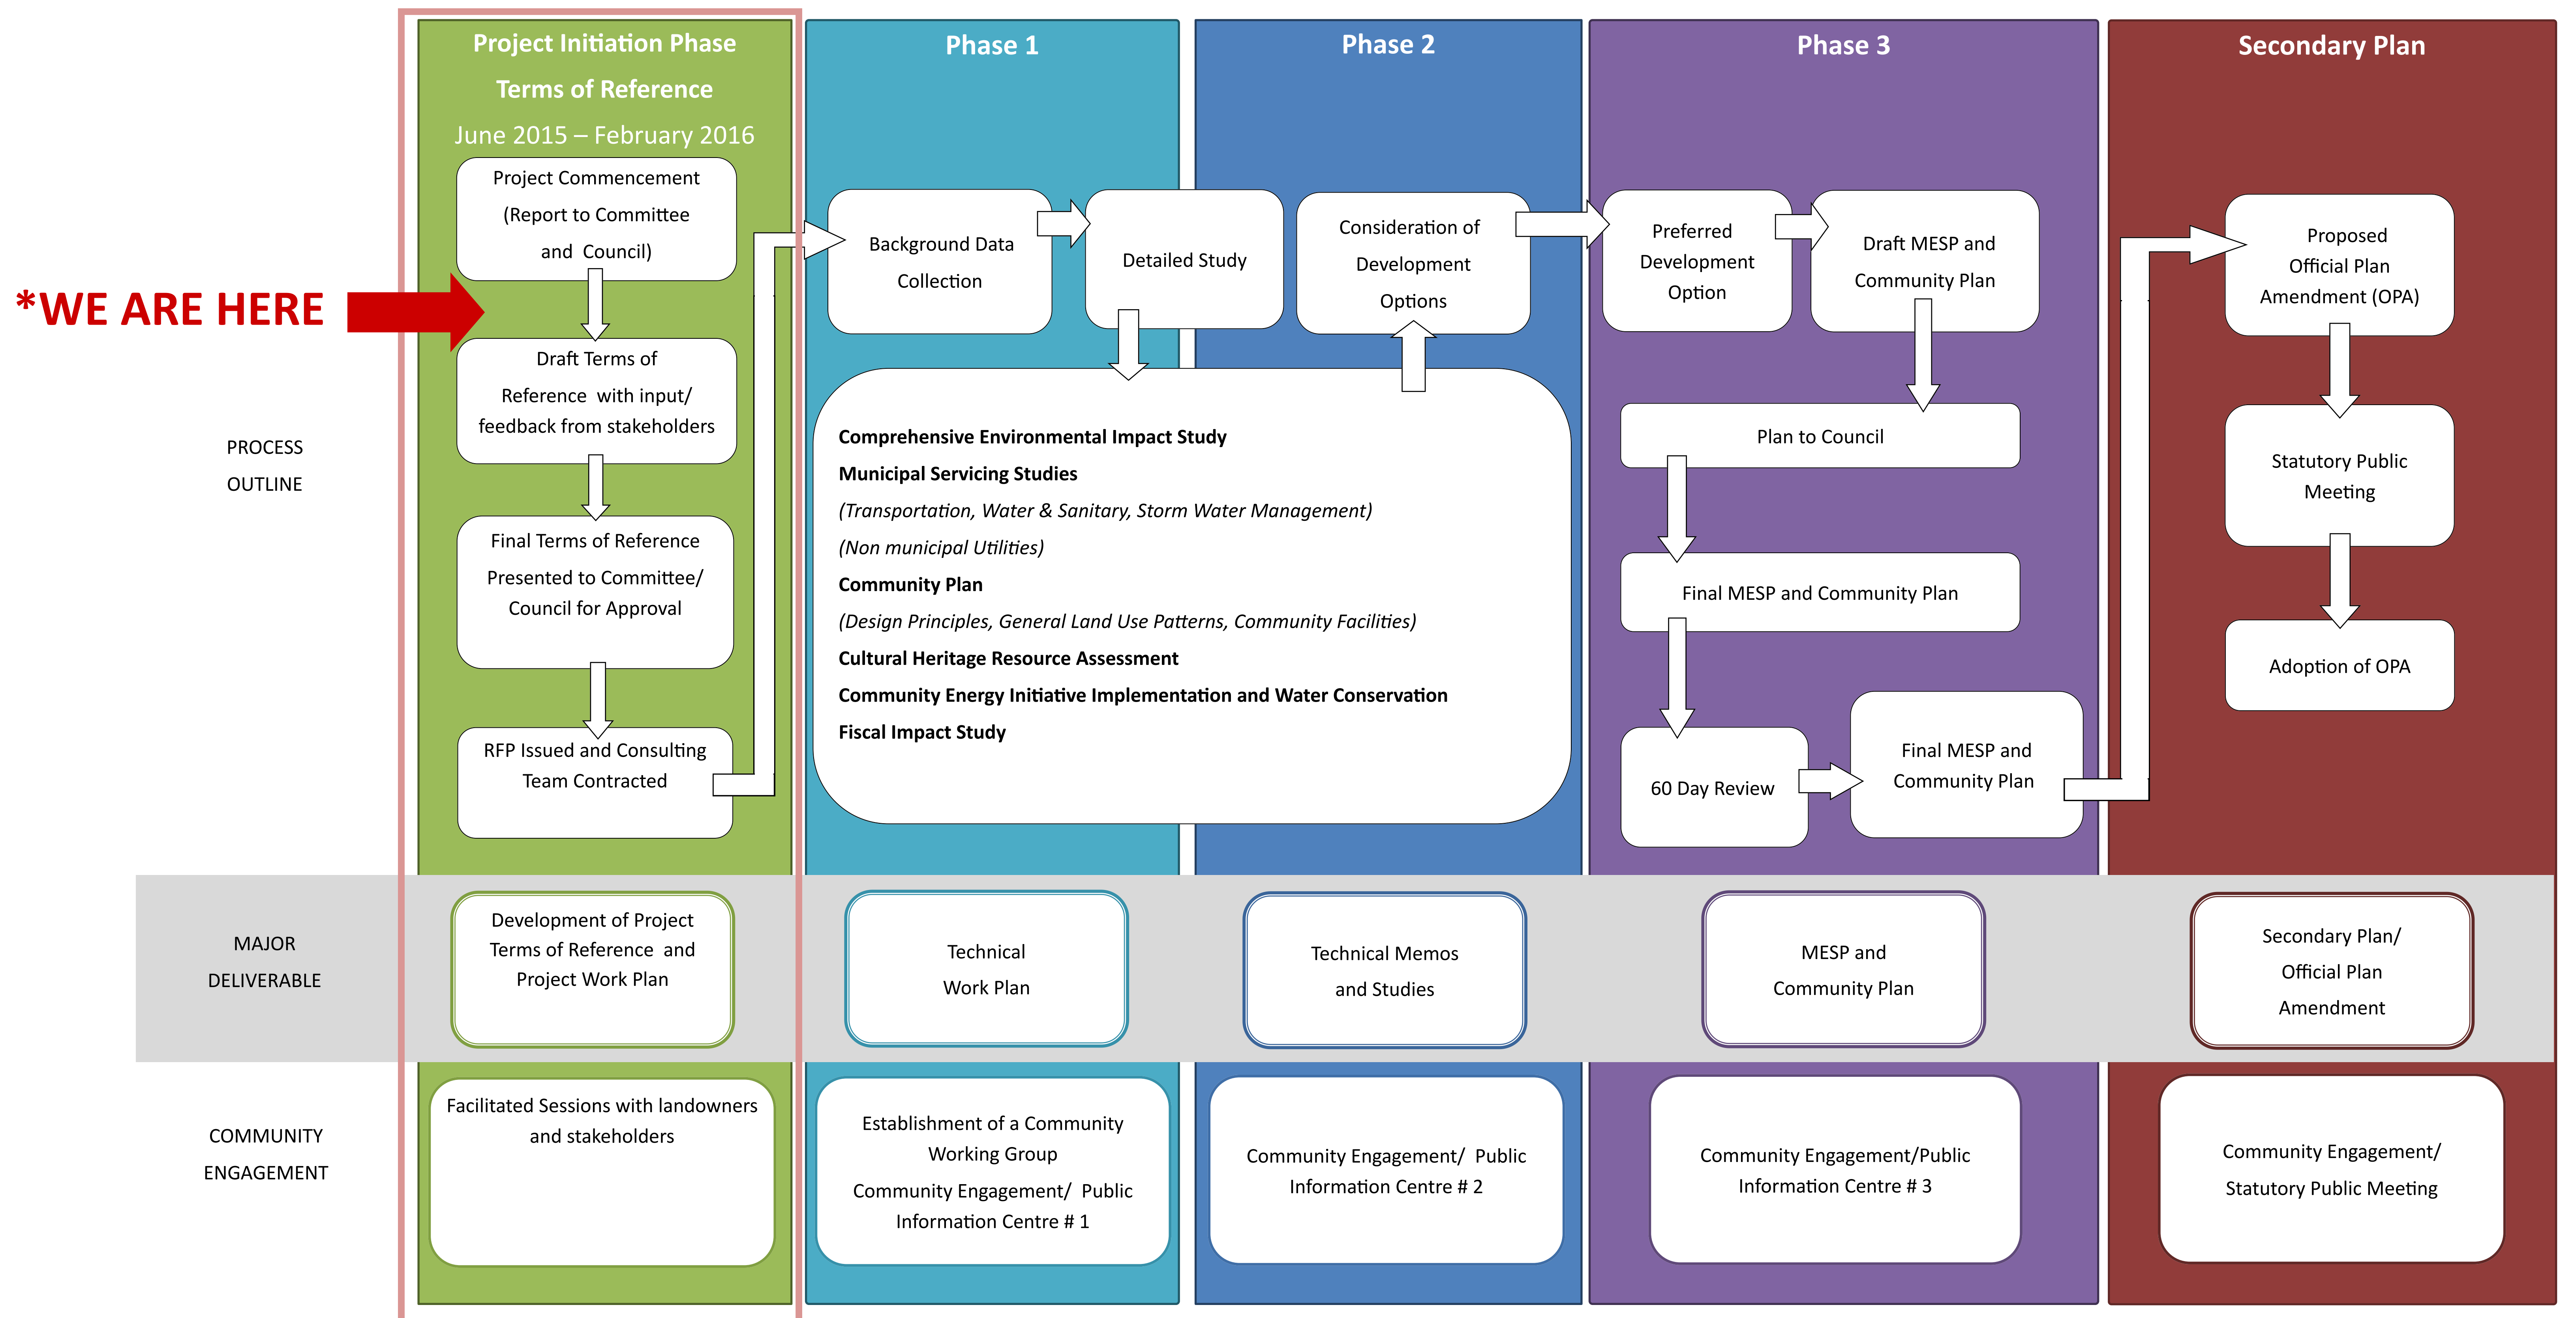 Project Initiation Phase
Terms of Reference
June 2015 – February 2016
Project Commencement
(Report to Committee
and Council)
*WE ARE HERE
Draft Terms of
Reference with input/
feedback from stakeholders
Final Terms of Reference
Presented to Committee/
Council for Approval
RFP Issued and Consulting
Team Contracted
PROCESS
OUTLINE
Phase 1
Background Data
Collection
Detailed Study
Phase 2
Consideration of
Development
Options
Comprehensive Environmental Impact Study
Municipal Servicing Studies
(Transportation, Water & Sanitary, Storm Water Management)
(Non municipal Utilities)
Community Plan
(Design Principles, General Land Use Patterns, Community Facilities)
Cultural Heritage Resource Assessment
Community Energy Initiative Implementation and Water Conservation
Fiscal Impact Study
Phase 3
Preferred
Development
Option
Draft MESP and
Community Plan
Plan to Council
Final MESP and Community Plan
60 Day Review
Final MESP and
Community Plan
Secondary Plan
Proposed
Official Plan
Amendment (OPA)
Statutory Public
Meeting
Adoption of OPA
MAJOR
DELIVERABLE
Development of Project
Terms of Reference and
Project Work Plan
Technical
Work Plan
Technical Memos
and Studies
MESP and
Community Plan
Secondary Plan/
Official Plan
Amendment
COMMUNITY
ENGAGEMENT
Facilitated Sessions with landowners
and stakeholders
Establishment of a Community
Working Group
Community Engagement/ Public
Information Centre # 1
Community Engagement/ Public
Information Centre # 2
Community Engagement/Public
Information Centre # 3
Community Engagement/
Statutory Public Meeting